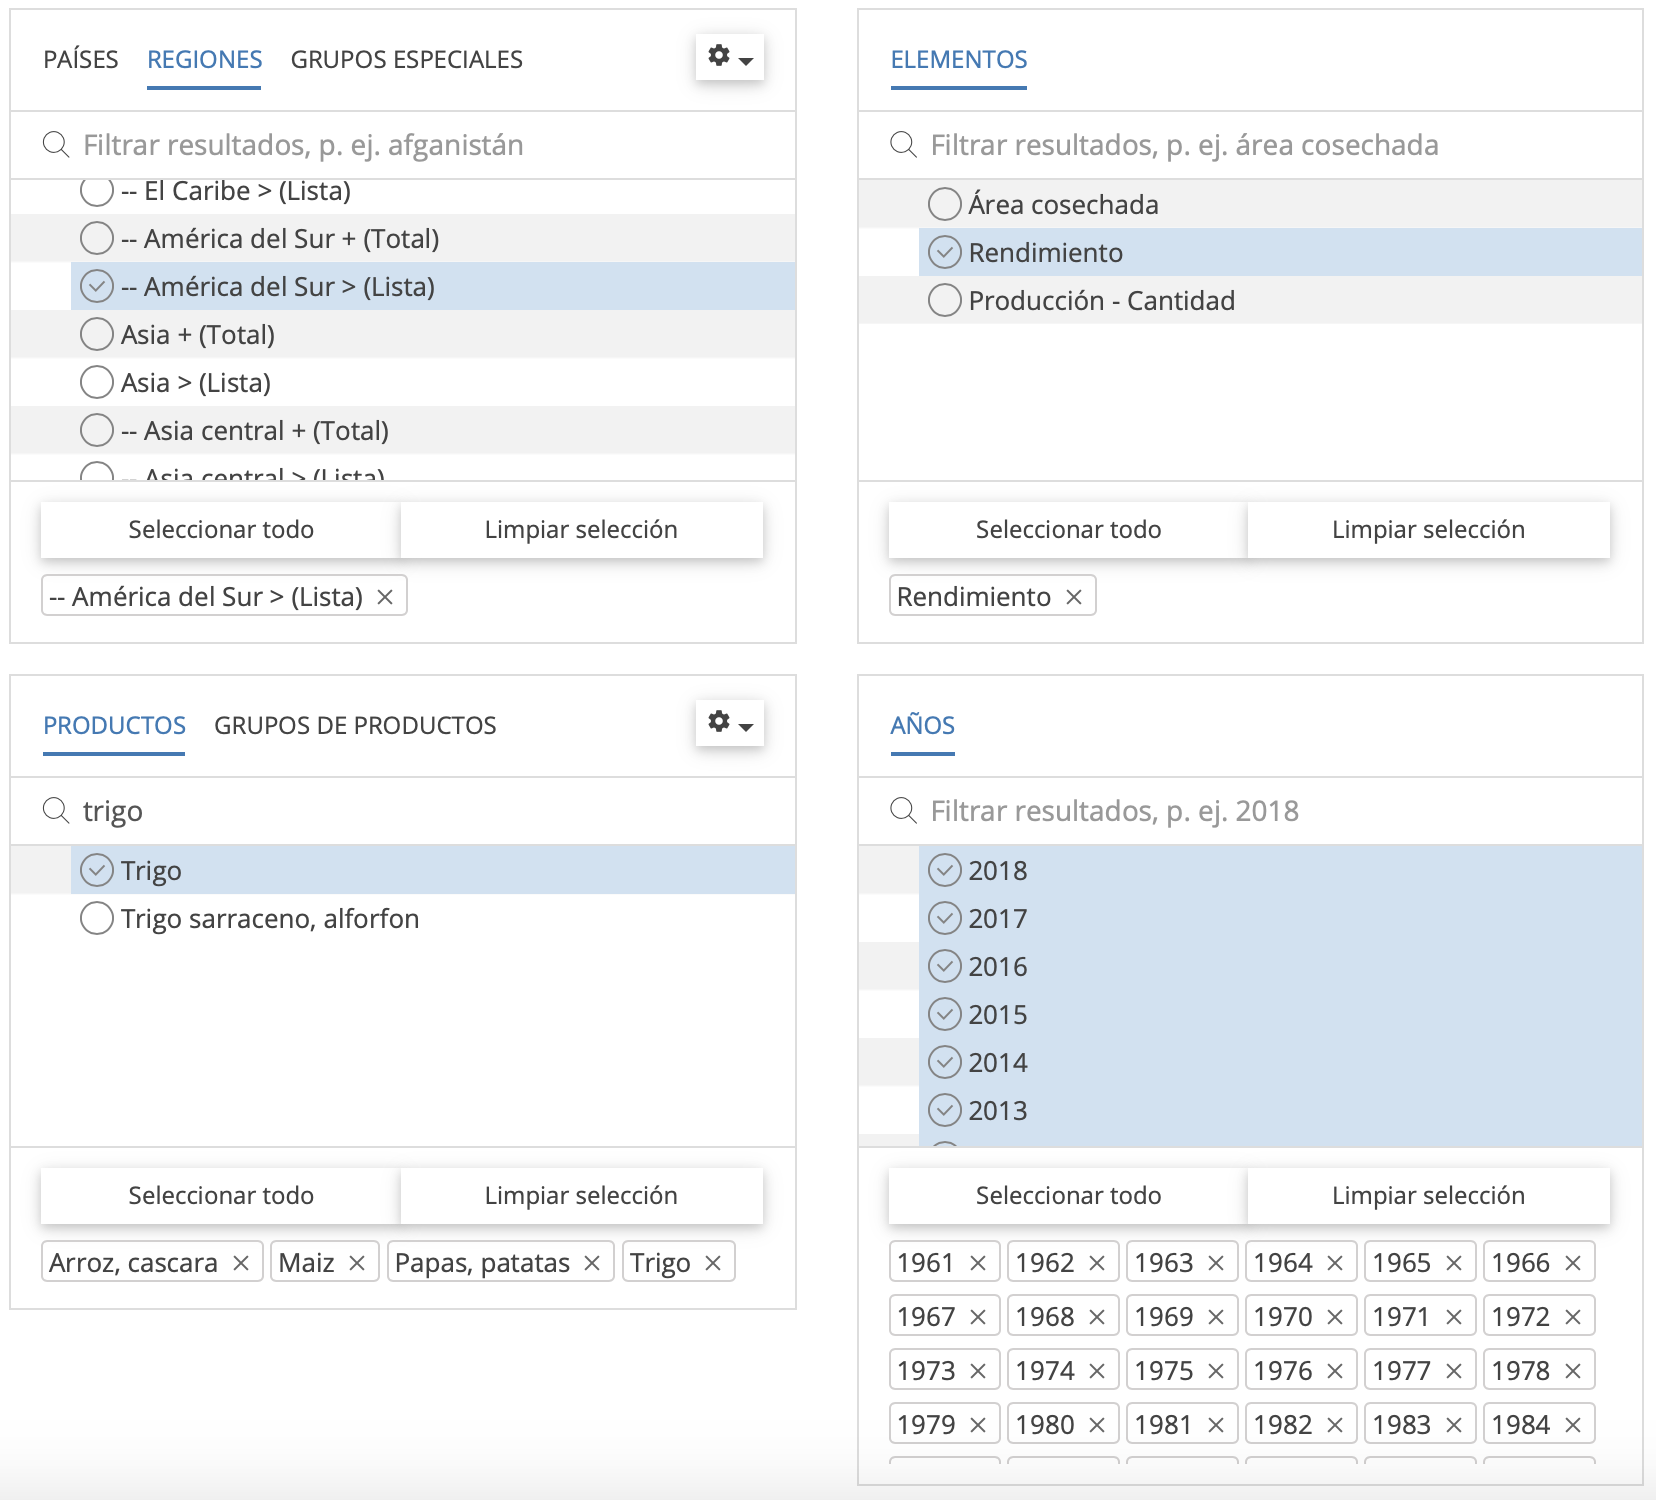 PAÍSES REGIONES GRUPOS ESPECIALES
Filtrar resultados, p. ej. afganistán
-- El Caribe > (Lista)
-- América del Sur + (Total)
-- América del Sur > (Lista)
Asia + (Total)
Asia > (Lista)
-- Asia central + (Total)
-- Asia central > (Lista)
Seleccionar todo Limpiar selección
-- América del Sur > (Lista) ×
ELEMENTOS
Filtrar resultados, p. ej. área cosechada
Área cosechada
Rendimiento
Producción - Cantidad
Seleccionar todo Limpiar selección
Rendimiento ×
PRODUCTOS GRUPOS DE PRODUCTOS
trigo
Trigo
Trigo sarraceno, alforfon
Seleccionar todo Limpiar selección
Arroz, cascara × Maiz × Papas, patatas × Trigo ×
AÑOS
Filtrar resultados, p. ej. 2018
2018
2017
2016
2015
2014
2013
Seleccionar todo Limpiar selección
1961 × 1962 × 1963 × 1964 × 1965 × 1966 ×
1967 × 1968 × 1969 × 1970 × 1971 × 1972 ×
1973 × 1974 × 1975 × 1976 × 1977 × 1978 ×
1979 × 1980 × 1981 × 1982 × 1983 × 1984 ×